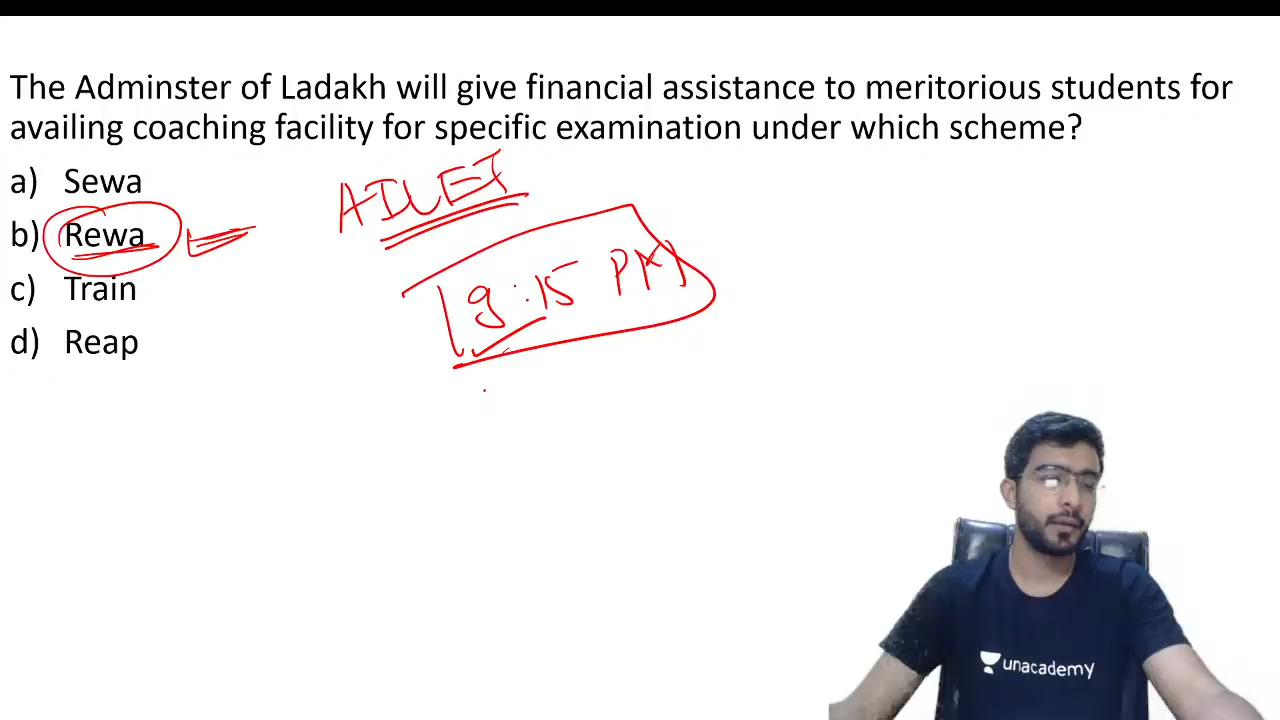 The Adminster of Ladakh will give financial assistance to meritorious students for
availing coaching facility for specific examination under which scheme?
a) Sewa
b) Rewa
c) Train
d) Reap
AILET
9:15 PM
unacademy